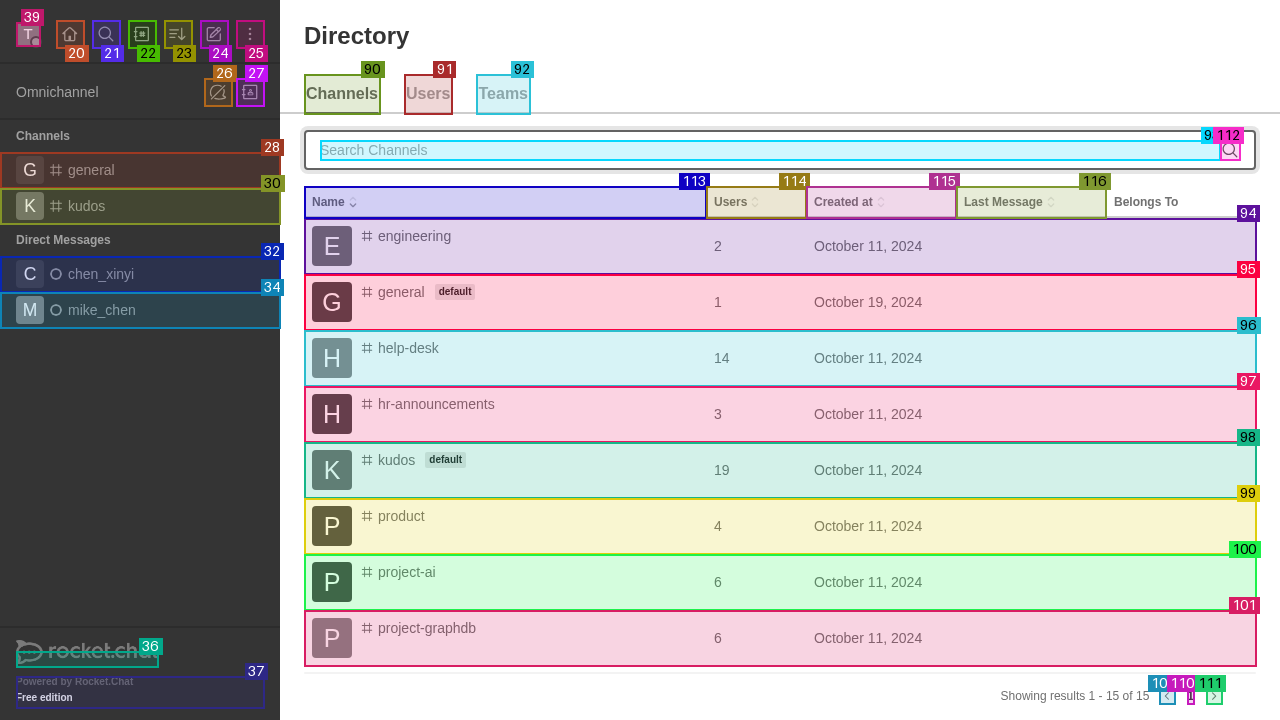 39
T
20
21
22
23
24
25
Omnichannel
26
27
Channels
28
G general
30
K kudos
Direct Messages
32
C chen_xinyi
34
M mike_chen
36
rocket.chat
37
Powered by Rocket.Chat
Free edition
Directory
90
91
92
Channels
Users
Teams
112
Search Channels
113
114
115
116
Name
Users
Created at
Last Message
Belongs To
94
E engineering 2 October 11, 2024
95
G general default 1 October 19, 2024
96
H help-desk 14 October 11, 2024
97
H hr-announcements 3 October 11, 2024
98
K kudos default 19 October 11, 2024
99
P product 4 October 11, 2024
100
P project-ai 6 October 11, 2024
101
P project-graphdb 6 October 11, 2024
110
111
Showing results 1 - 15 of 15
1